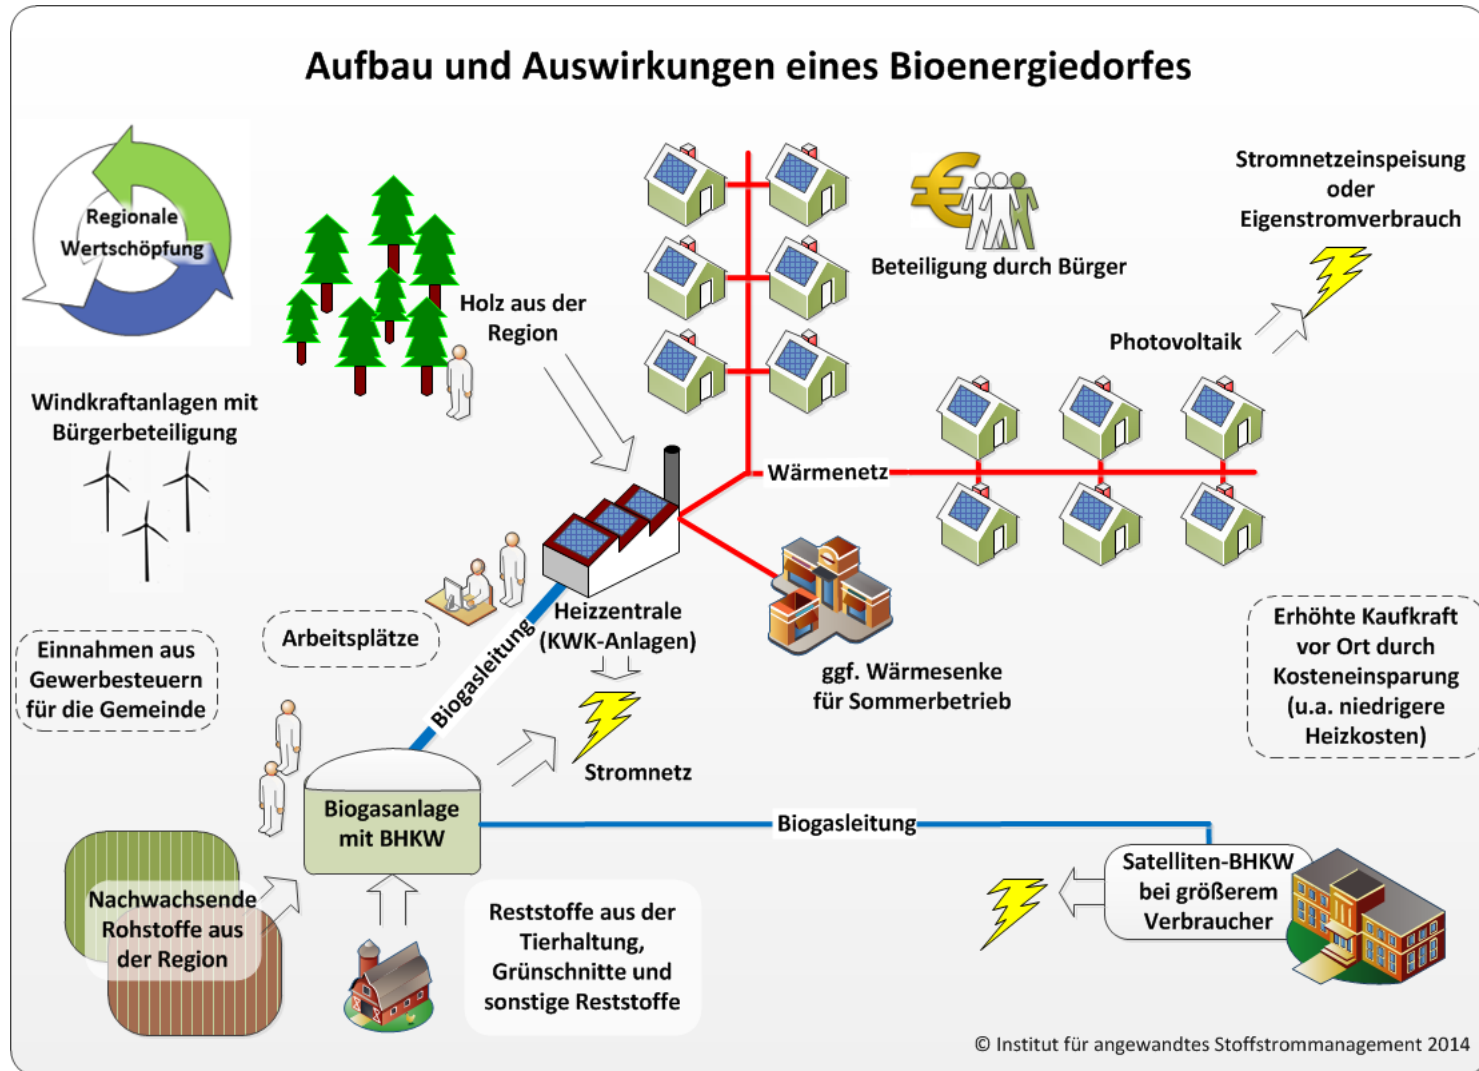 Aufbau und Auswirkungen eines Bioenergiedorfes
Regionale
Wertschöpfung
Holz aus der
Region
Beteiligung durch Bürger
Stromnetzeinspeisung
oder
Eigenstromverbrauch
Photovoltaik
Windkraftanlagen mit
Bürgerbeteiligung
Wärmenetz
Arbeitsplätze
Heizzentrale
(KWK-Anlagen)
Einnahmen aus
Gewerbesteuern
für die Gemeinde
Biogasleitung
ggf. Wärmesenke
für Sommerbetrieb
Erhöhte Kaufkraft
vor Ort durch
Kosteneinsparung
(u.a. niedrigere
Heizkosten)
Stromnetz
Biogasanlage
mit BHKW
Biogasleitung
Satelliten-BHKW
bei größerem
Verbraucher
Nachwachsende
Rohstoffe aus
der Region
Reststoffe aus der
Tierhaltung,
Grünschnitte und
sonstige Reststoffe
© Institut für angewandtes Stoffstrommanagement 2014